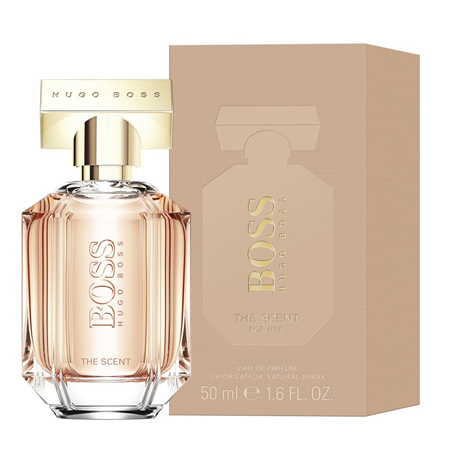 HUGO BOSS
BOSS
HUGO BOSS
THE SCENT
BOSS
HUGO BOSS
THE SCENT
FOR HER
EAU DE PARFUM
VAPORISATEUR NATURAL SPRAY
50 ml e 1.6 FL. OZ.